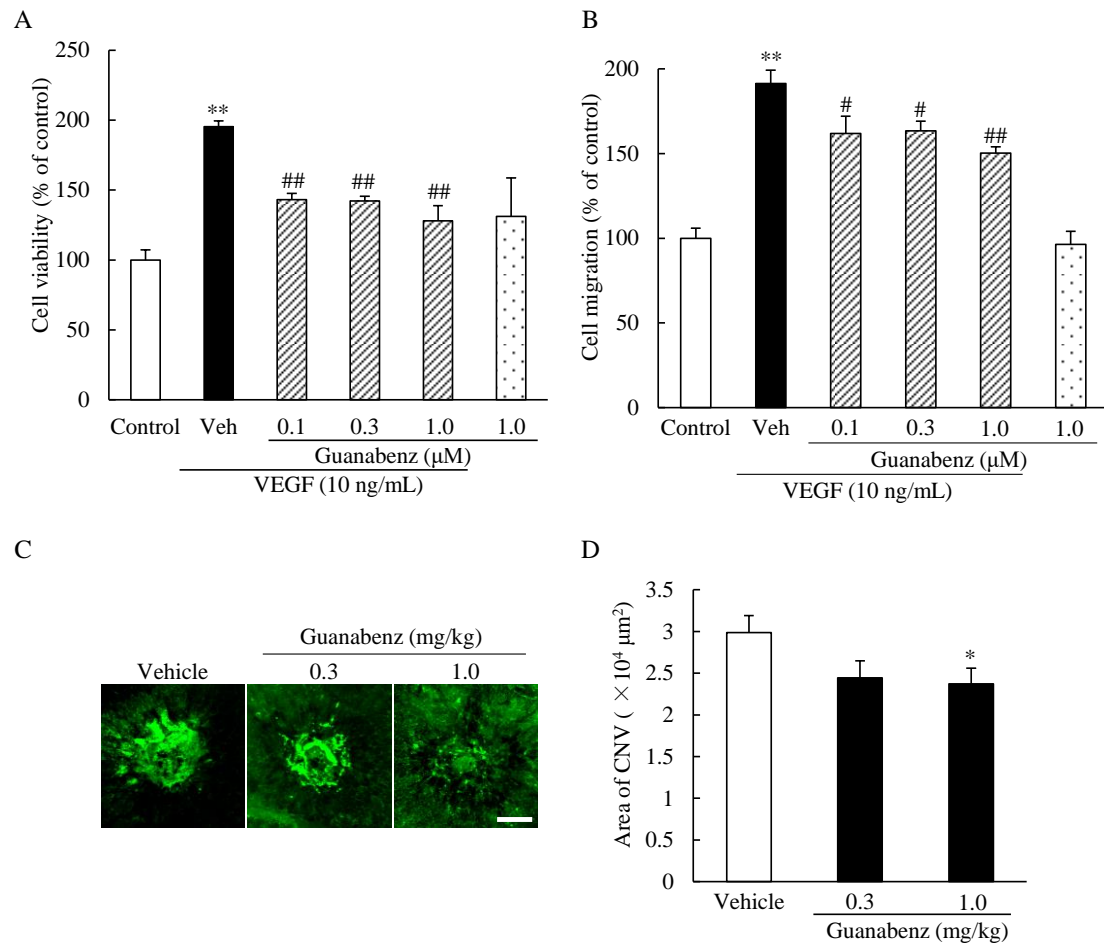 A
Cell viability (% of control)
250
200
150
100
50
0
**
##
##
##
Control Veh 0.1 0.3 1.0 1.0
Guanabenz (μM)
VEGF (10 ng/mL)
B
Cell migration (% of control)
200
150
100
50
0
**
#
#
##
Control Veh 0.1 0.3 1.0 1.0
Guanabenz (μM)
VEGF (10 ng/mL)
C
Guanabenz (mg/kg)
Vehicle 0.3 1.0
D
Area of CNV ( ×10⁴ μm²)
3.5
3
2.5
2
1.5
1
0.5
0
*
Vehicle 0.3 1.0
Guanabenz (mg/kg)